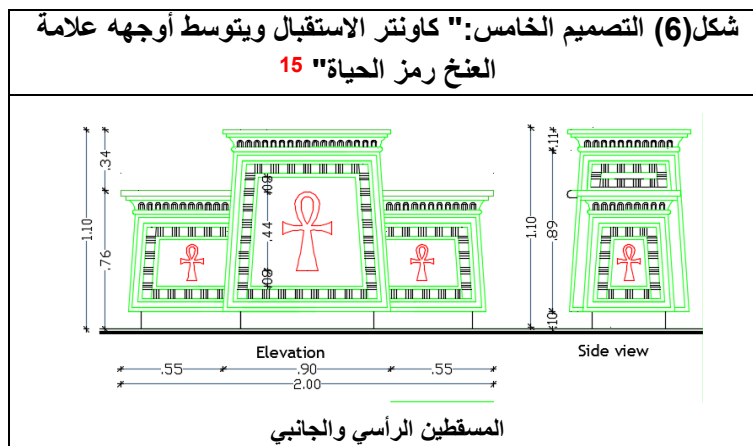 شكل(6) التصميم الخامس:" كاونتر الاستقبال ويتوسط أوجهه علامة
العنخ رمز الحياة" 15
.34
.76
1.10
.09
.44
.08
1.10
.11
.89
.10
Elevation
Side view
.55
.90
.55
2.00
المسقطين الرأسي والجانبي